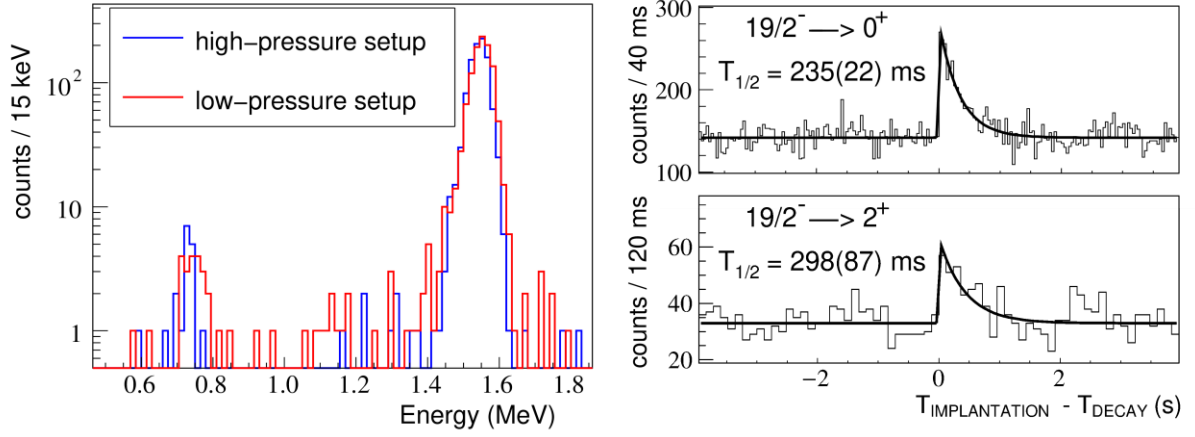 high-pressure setup
low-pressure setup
counts / 15 keV
10²
10
1
0.6 0.8 1.0 1.2 1.4 1.6 1.8
Energy (MeV)
19/2⁻ —> 0⁺
T₁/₂ = 235(22) ms
counts / 40 ms
300
200
100
19/2⁻ —> 2⁺
T₁/₂ = 298(87) ms
counts / 120 ms
60
40
20
−2 0 2
T_IMPLANTATION - T_DECAY (s)